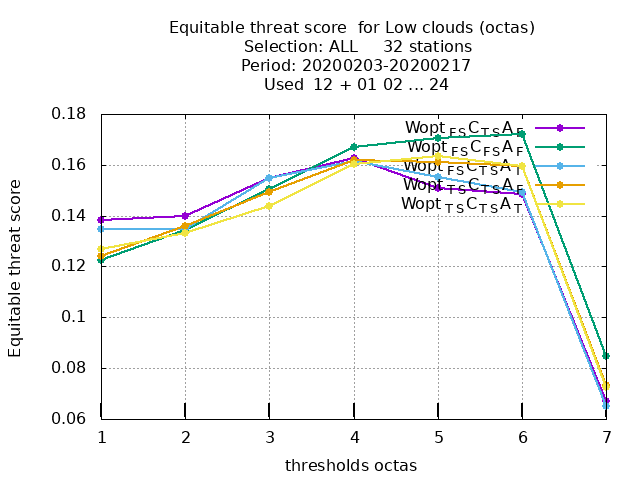 Equitable threat score for Low clouds (octas)
Selection: ALL 32 stations
Period: 20200203-20200217
Used 12 + 01 02 ... 24
Equitable threat score
0.18
0.16
0.14
0.12
0.1
0.08
0.06
Wopt FS C TS A F
Wopt FS C FS A F
Wopt FS C TS A T
Wopt TS C TS A F
Wopt TS C TS A T
1 2 3 4 5 6 7
thresholds octas